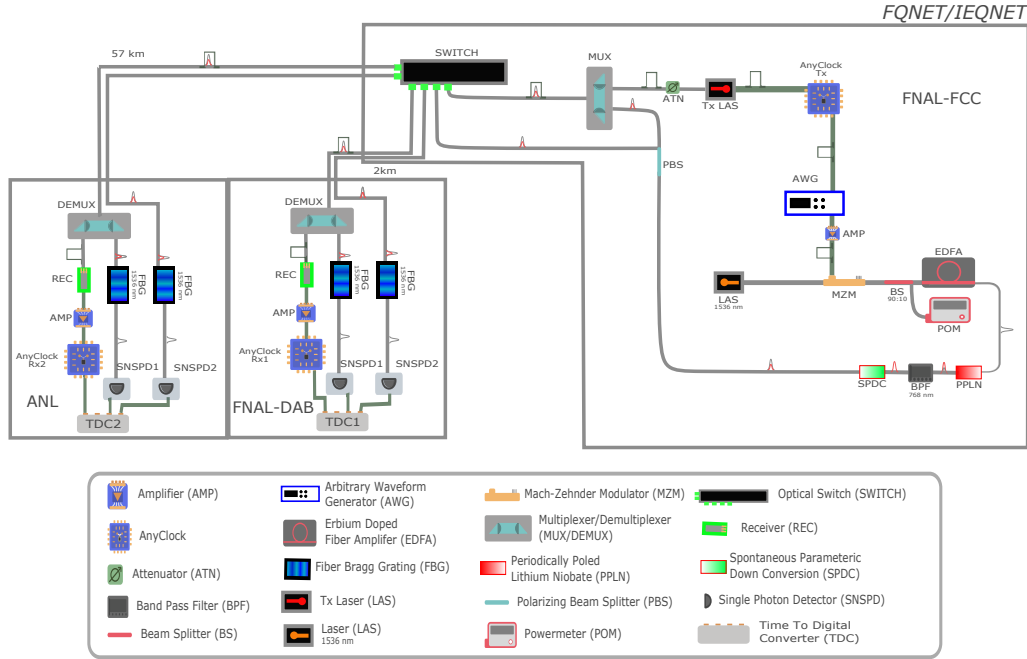 FQNET/IEQNET
57 km
SWITCH
MUX
AnyClock
Tx
ATN
Tx LAS
FNAL-FCC
2km
PBS
AWG
AMP
DEMUX
REC
FBG
1536 nm
FBG
1536 nm
AMP
AnyClock
Rx2
SNSPD1
SNSPD2
ANL
TDC2
DEMUX
REC
FBG
1536 nm
FBG
1536 nm
AMP
AnyClock
Rx1
SNSPD1
SNSPD2
FNAL-DAB
TDC1
LAS
1536 nm
MZM
BS
90:10
EDFA
POM
SPDC
BPF
768 nm
PPLN
Amplifier (AMP)
AnyClock
Attenuator (ATN)
Band Pass Filter (BPF)
Beam Splitter (BS)
Arbitrary Waveform
Generator (AWG)
Erbium Doped
Fiber Amplifer (EDFA)
Fiber Bragg Grating (FBG)
Tx Laser (LAS)
Laser (LAS)
1536 nm
Mach-Zehnder Modulator (MZM)
Multiplexer/Demultiplexer
(MUX/DEMUX)
Periodically Poled
Lithium Niobate (PPLN)
Polarizing Beam Splitter (PBS)
Powermeter (POM)
Optical Switch (SWITCH)
Receiver (REC)
Spontaneous Parameteric
Down Conversion (SPDC)
Single Photon Detector (SNSPD)
Time To Digital
Converter (TDC)